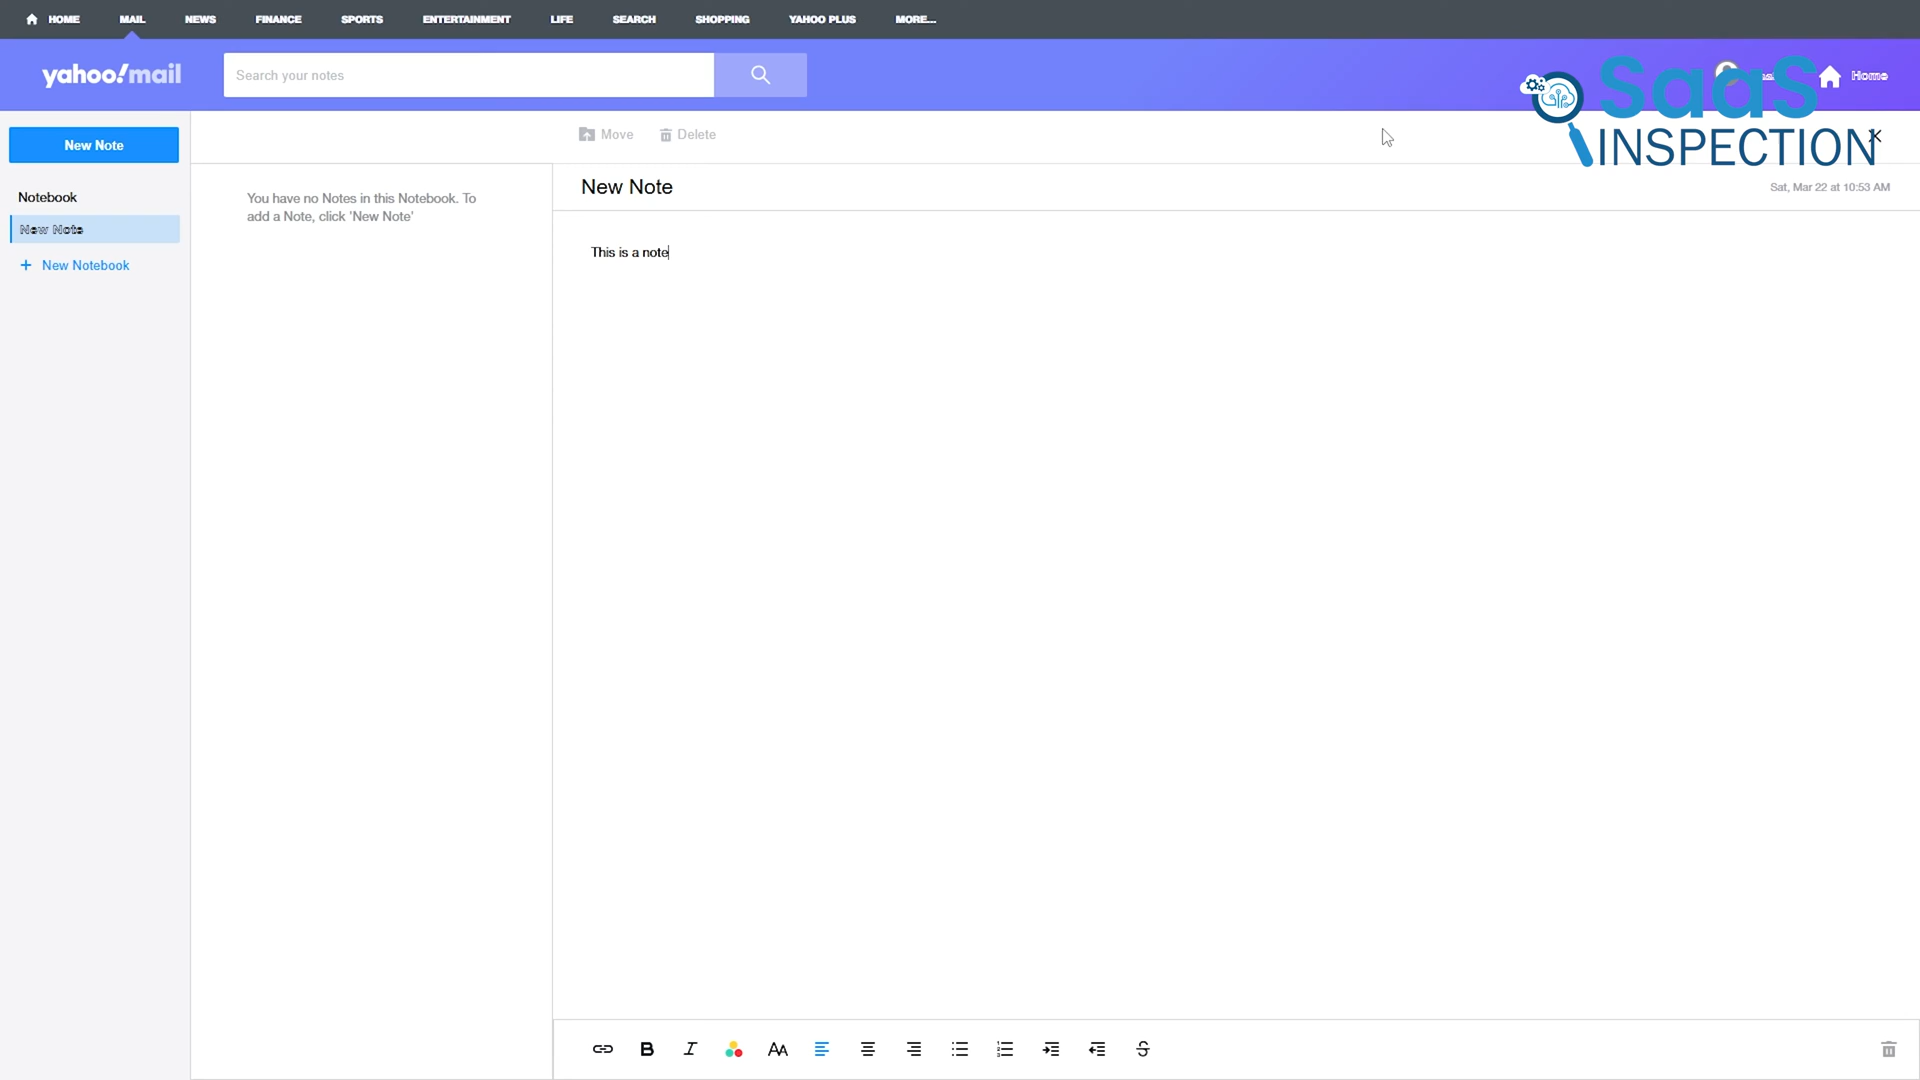 HOME MAIL NEWS FINANCE SPORTS ENTERTAINMENT LIFE SEARCH SHOPPING YAHOO PLUS MORE...
yahoo!mail
Search your notes
Home
SaaS
INSPECTION
New Note
Move Delete
Notebook
New Note
New Notebook
You have no Notes in this Notebook. To
add a Note, click 'New Note'
New Note
Sat, Mar 22 at 10:53 AM
This is a note